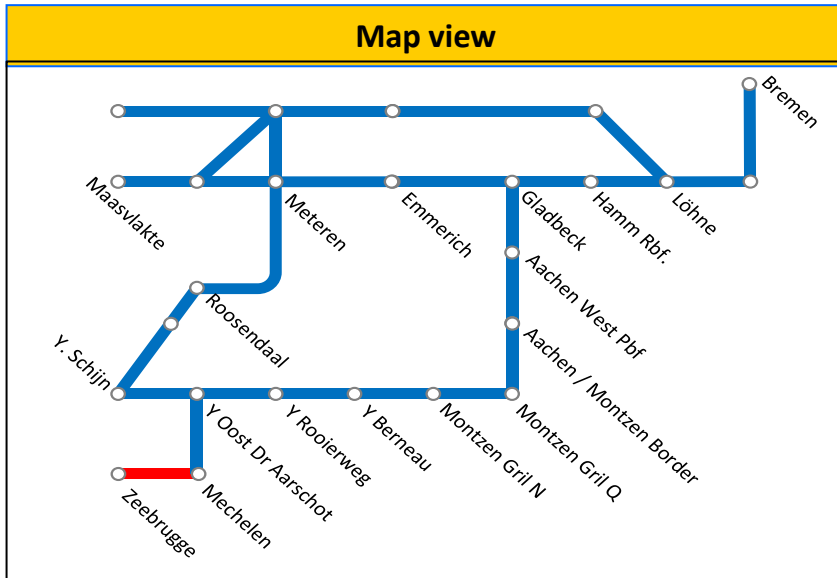 Map view
Bremen
Maasvlakte
Meteren
Emmerich
Gladbeck
Hamm Rbf.
Löhne
Roosendaal
Aachen West Pbf
Y. Schijn
Aachen / Montzen Border
Y Oost Dr Aarschot
Y Rooierweg
Y Berneau
Montzen Gril N
Montzen Gril Q
Zeebrugge
Mechelen